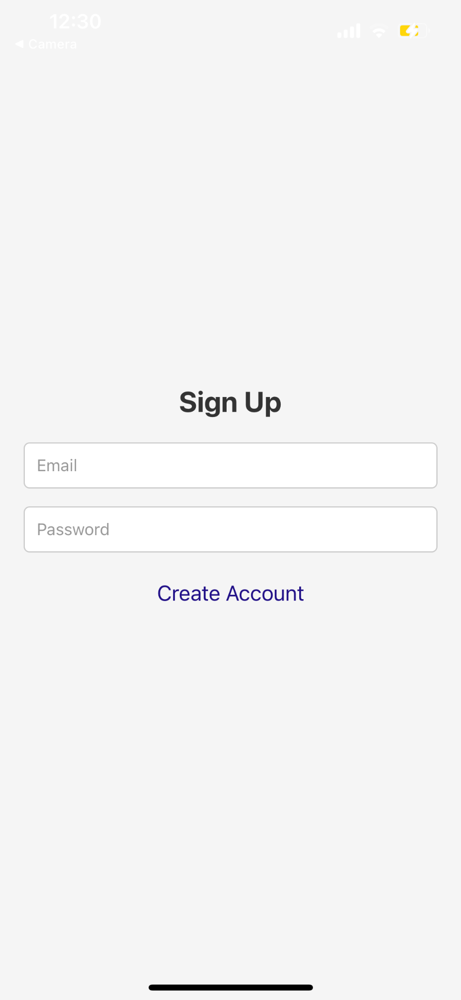 12:30
◀ Camera
Sign Up
Email
Password
Create Account